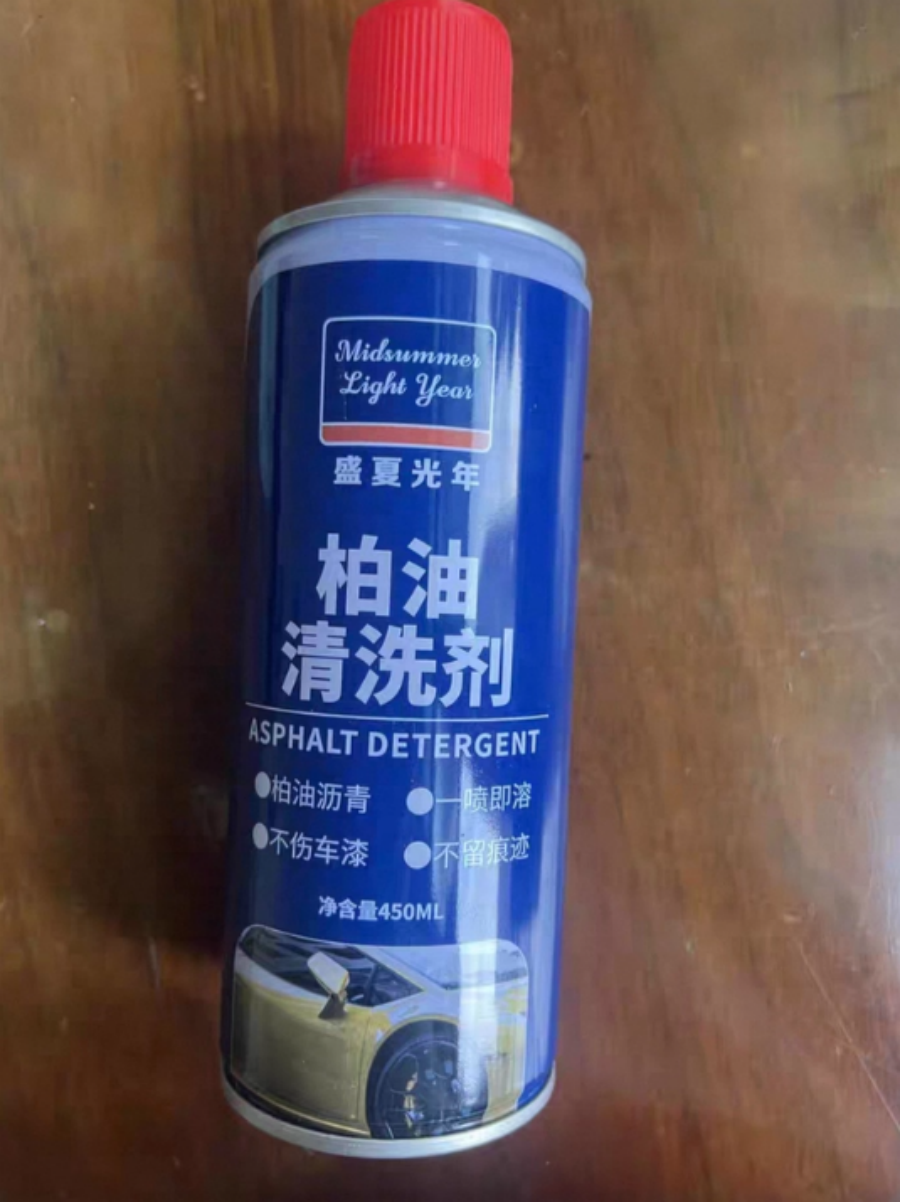 Midsummer
Light Year
盛夏光年
柏油
清洗剂
ASPHALT DETERGENT
●柏油沥青 ●一喷即溶
●不伤车漆 ●不留痕迹
净含量450ML